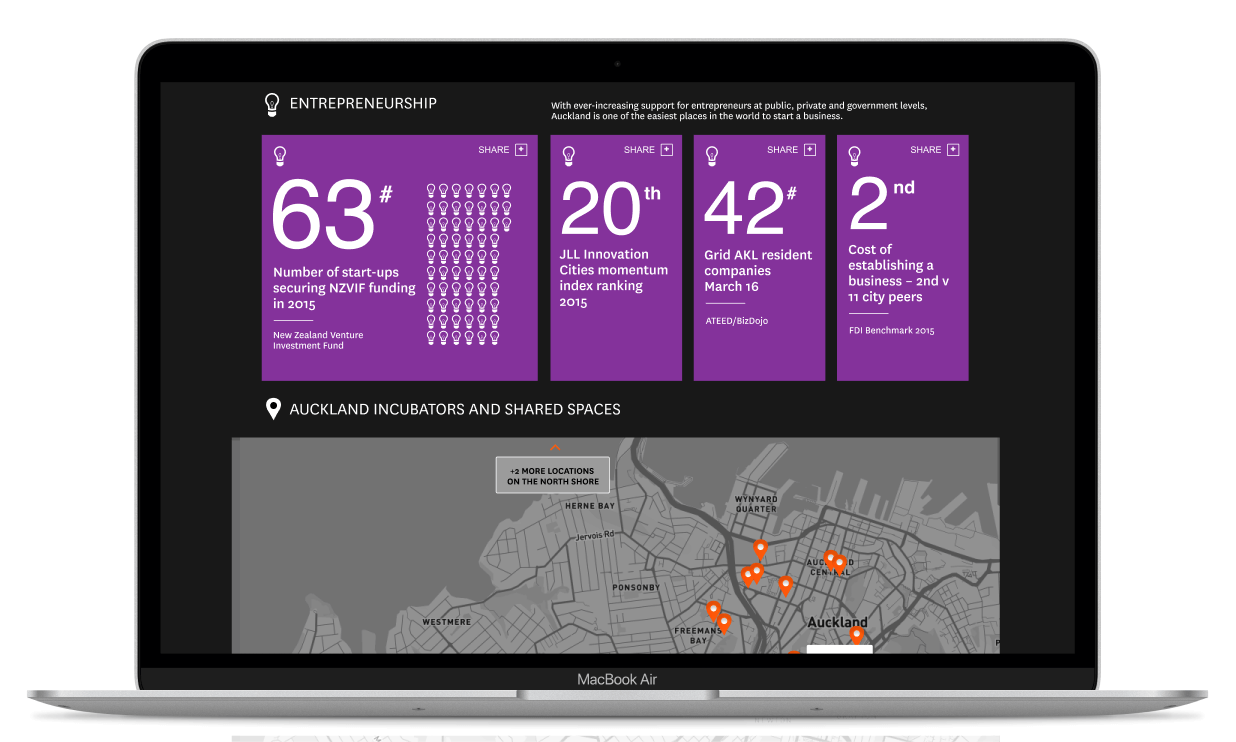 ENTREPRENEURSHIP
With ever-increasing support for entrepreneurs at public, private and government levels,
Auckland is one of the easiest places in the world to start a business.
SHARE +
63#
Number of start-ups
securing NZVIF funding
in 2015
New Zealand Venture
Investment Fund
SHARE +
20th
JLL Innovation
Cities momentum
index ranking
2015
SHARE +
42#
Grid AKL resident
companies
March 16
ATEED/BizDojo
SHARE +
2nd
Cost of
establishing a
business – 2nd v
11 city peers
FDI Benchmark 2015
AUCKLAND INCUBATORS AND SHARED SPACES
+2 MORE LOCATIONS
ON THE NORTH SHORE
HERNE BAY
WYNYARD
QUARTER
Jervois Rd
PONSONBY
WESTMERE
FREEMANS
BAY
Auckland
MacBook Air